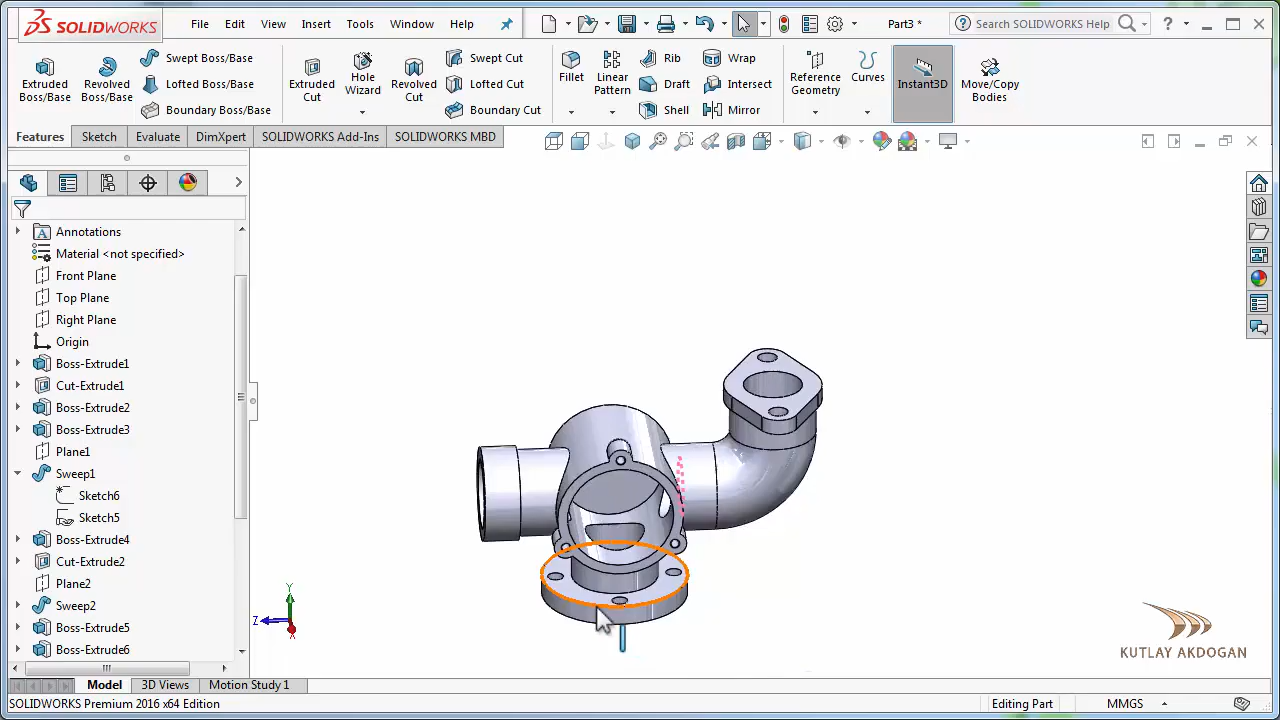 SOLIDWORKS
File Edit View Insert Tools Window Help
Part3 *
Search SOLIDWORKS Help
?
Extruded Boss/Base
Revolved Boss/Base
Swept Boss/Base
Lofted Boss/Base
Boundary Boss/Base
Extruded Cut
Hole Wizard
Revolved Cut
Swept Cut
Lofted Cut
Boundary Cut
Fillet
Linear Pattern
Rib
Draft
Shell
Wrap
Intersect
Mirror
Reference Geometry
Curves
Instant3D
Move/Copy Bodies
Features Sketch Evaluate DimXpert SOLIDWORKS Add-Ins SOLIDWORKS MBD
Annotations
Material <not specified>
Front Plane
Top Plane
Right Plane
Origin
Boss-Extrude1
Cut-Extrude1
Boss-Extrude2
Boss-Extrude3
Plane1
Sweep1
Sketch6
Sketch5
Boss-Extrude4
Cut-Extrude2
Plane2
Sweep2
Boss-Extrude5
Boss-Extrude6
Y
Z
X
KUTLAY AKDOGAN
Model 3D Views Motion Study 1
SOLIDWORKS Premium 2016 x64 Edition
Editing Part
MMGS